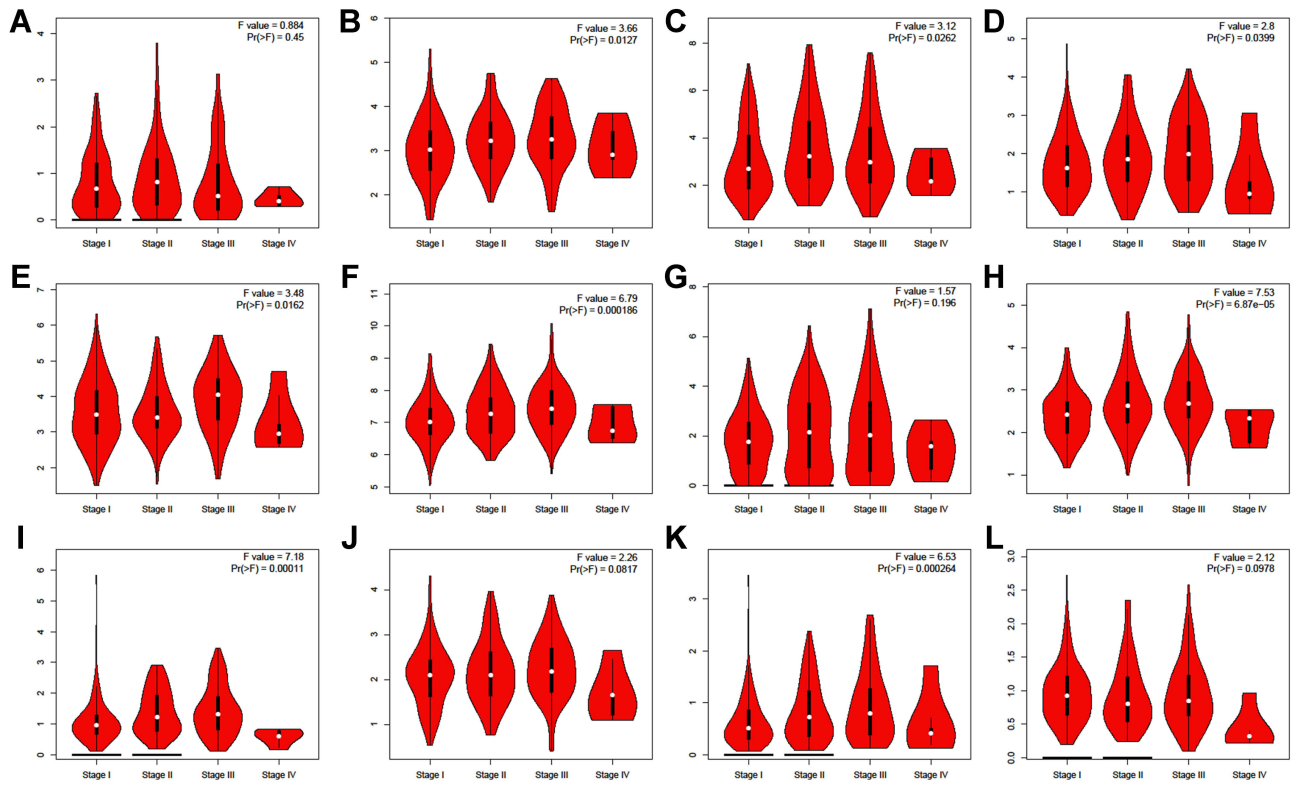 A
F value = 0.884
Pr(>F) = 0.45
4
3
2
1
0
Stage I Stage II Stage III Stage IV
B
F value = 3.66
Pr(>F) = 0.0127
6
5
4
3
2
Stage I Stage II Stage III Stage IV
C
F value = 3.12
Pr(>F) = 0.0262
8
6
4
2
Stage I Stage II Stage III Stage IV
D
F value = 2.8
Pr(>F) = 0.0399
5
4
3
2
1
Stage I Stage II Stage III Stage IV
E
F value = 3.48
Pr(>F) = 0.0162
7
6
5
4
3
2
Stage I Stage II Stage III Stage IV
F
F value = 6.79
Pr(>F) = 0.000186
11
10
9
8
7
6
5
Stage I Stage II Stage III Stage IV
G
F value = 1.57
Pr(>F) = 0.196
8
6
4
2
0
Stage I Stage II Stage III Stage IV
H
F value = 7.53
Pr(>F) = 6.87e−05
5
4
3
2
1
Stage I Stage II Stage III Stage IV
I
F value = 7.18
Pr(>F) = 0.00011
6
5
4
3
2
1
0
Stage I Stage II Stage III Stage IV
J
F value = 2.26
Pr(>F) = 0.0817
4
3
2
1
Stage I Stage II Stage III Stage IV
K
F value = 6.53
Pr(>F) = 0.000264
3
2
1
0
Stage I Stage II Stage III Stage IV
L
F value = 2.12
Pr(>F) = 0.0978
3.0
2.5
2.0
1.5
1.0
0.5
0.0
Stage I Stage II Stage III Stage IV